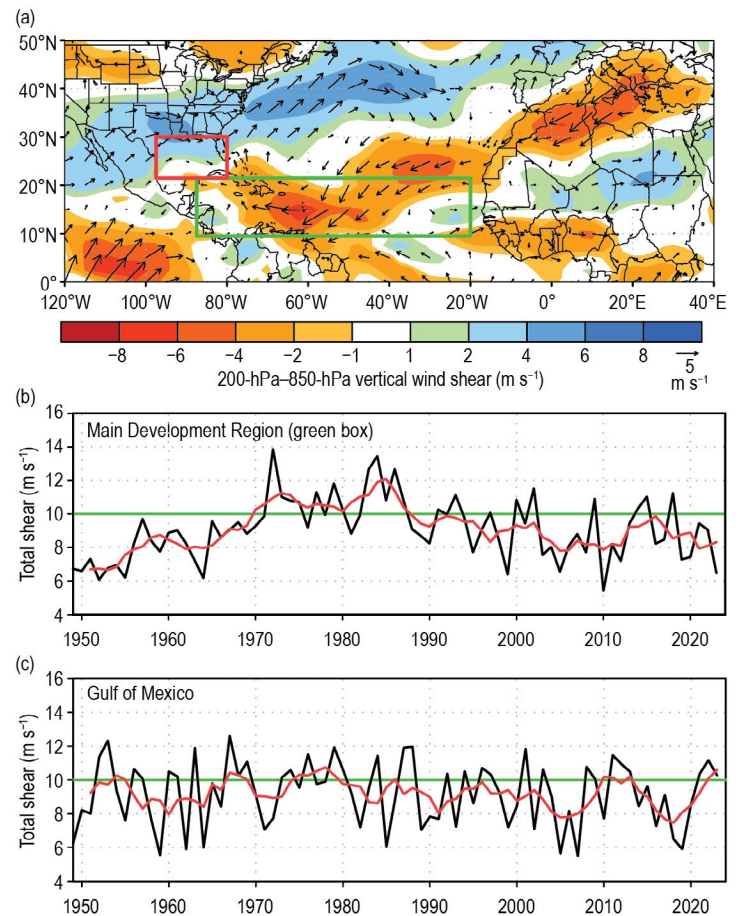 (a)
50°N
40°N
30°N
20°N
10°N
0°
120°W 100°W 80°W 60°W 40°W 20°W 0° 20°E 40°E
−8 −6 −4 −2 −1 1 2 4 6 8 5
200-hPa–850-hPa vertical wind shear (m s⁻¹) m s⁻¹
(b)
16
Main Development Region (green box)
14
12
10
8
6
4
Total shear (m s⁻¹)
1950 1960 1970 1980 1990 2000 2010 2020
(c)
16
Gulf of Mexico
14
12
10
8
6
4
Total shear (m s⁻¹)
1950 1960 1970 1980 1990 2000 2010 2020